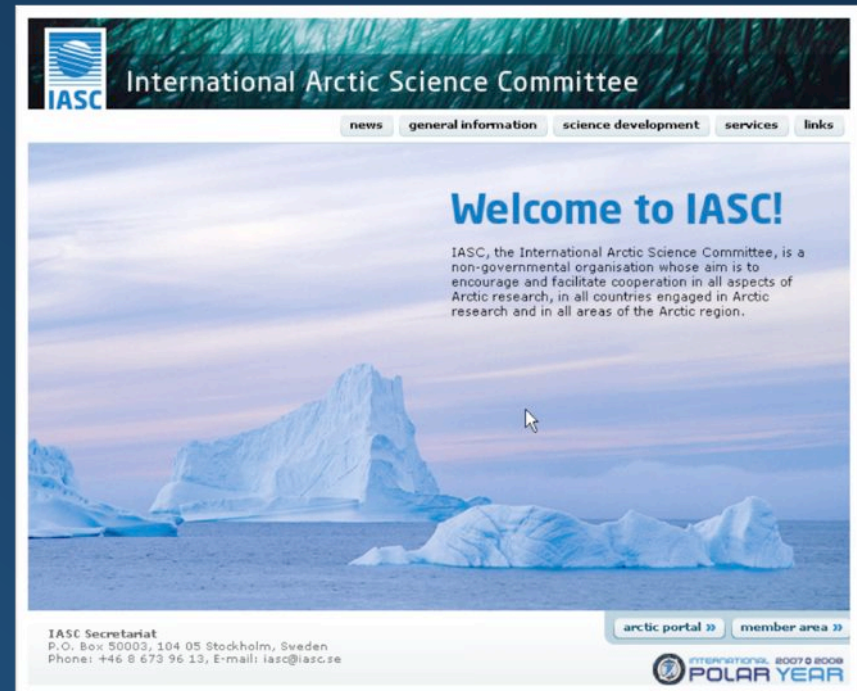 IASC
International Arctic Science Committee
news general information science development services links
Welcome to IASC!
IASC, the International Arctic Science Committee, is a
non-governmental organisation whose aim is to
encourage and facilitate cooperation in all aspects of
Arctic research, in all countries engaged in Arctic
research and in all areas of the Arctic region.
arctic portal » member area »
IASC Secretariat
P.O. Box 50003, 104 05 Stockholm, Sweden
Phone: +46 8 673 96 13, E-mail: iasc@iasc.se
INTERNATIONAL 2007 2008
POLAR YEAR